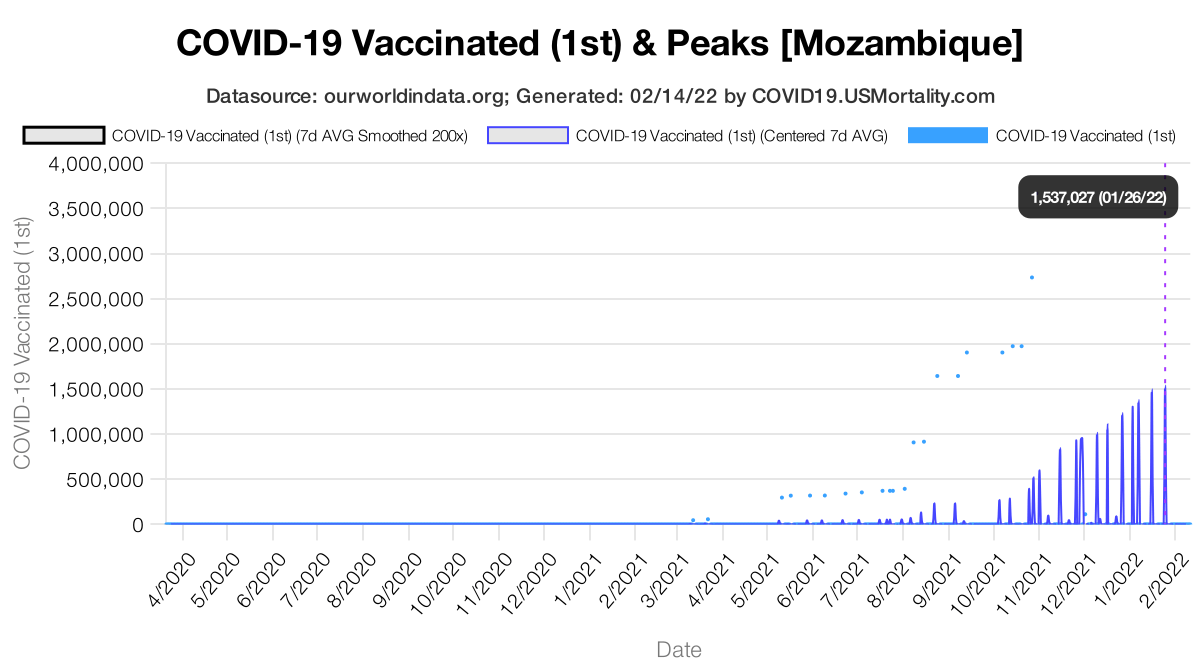 COVID-19 Vaccinated (1st) & Peaks [Mozambique]
Datasource: ourworldindata.org; Generated: 02/14/22 by COVID19.USMortality.com
COVID-19 Vaccinated (1st) (7d AVG Smoothed 200x) COVID-19 Vaccinated (1st) (Centered 7d AVG) COVID-19 Vaccinated (1st)
COVID-19 Vaccinated (1st)
4,000,000
3,500,000
3,000,000
2,500,000
2,000,000
1,500,000
1,000,000
500,000
0
1,537,027 (01/26/22)
4/2020 5/2020 6/2020 7/2020 8/2020 9/2020 10/2020 11/2020 12/2020 1/2021 2/2021 3/2021 4/2021 5/2021 6/2021 7/2021 8/2021 9/2021 10/2021 11/2021 12/2021 1/2022 2/2022
Date